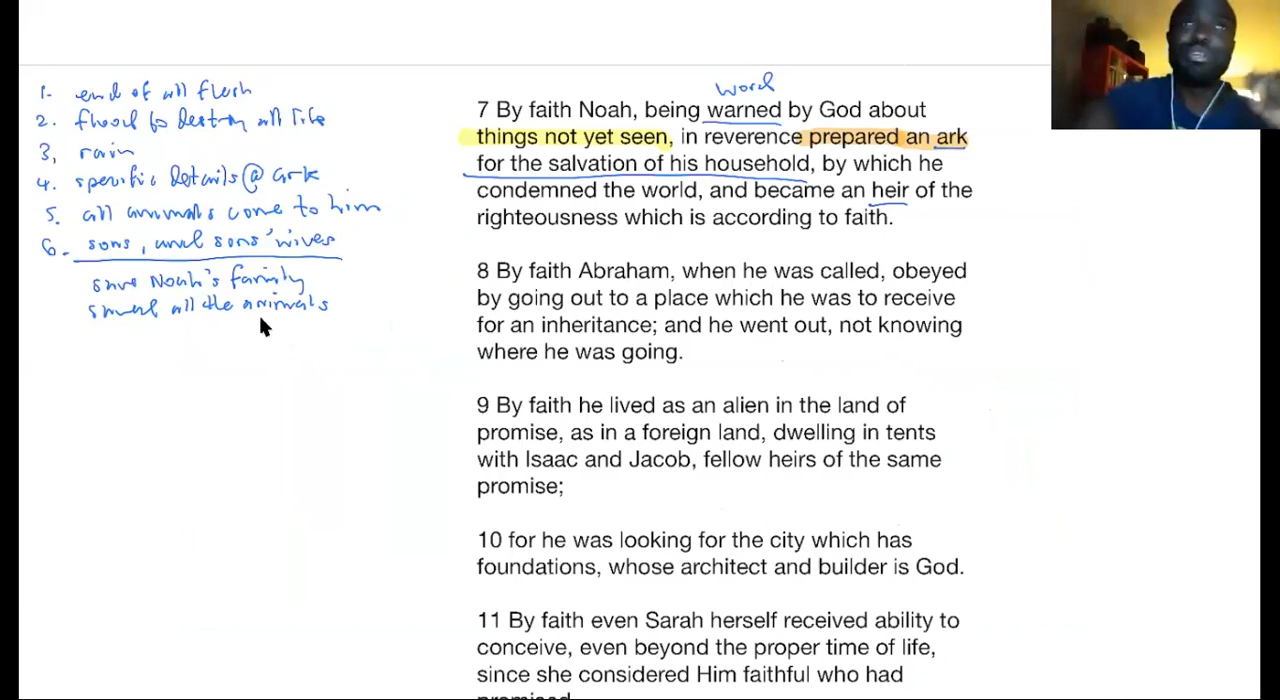 1. end of all flesh
2. flood to destroy all life
3, rain
4. specific details@ ark
5. all animals come to him
6. sons, and sons' wives
save Noah's family
saved all the animals
word
7 By faith Noah, being warned by God about
things not yet seen, in reverence prepared an ark
for the salvation of his household, by which he
condemned the world, and became an heir of the
righteousness which is according to faith.
8 By faith Abraham, when he was called, obeyed
by going out to a place which he was to receive
for an inheritance; and he went out, not knowing
where he was going.
9 By faith he lived as an alien in the land of
promise, as in a foreign land, dwelling in tents
with Isaac and Jacob, fellow heirs of the same
promise;
10 for he was looking for the city which has
foundations, whose architect and builder is God.
11 By faith even Sarah herself received ability to
conceive, even beyond the proper time of life,
since she considered Him faithful who had